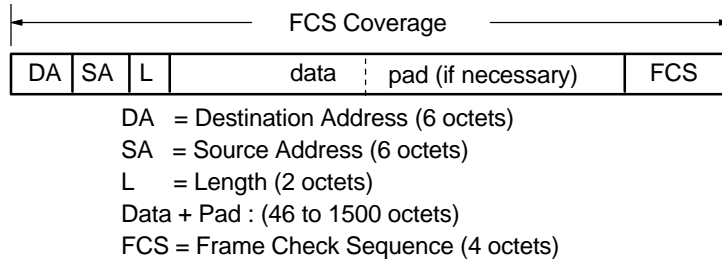 FCS Coverage
DA SA L data pad (if necessary) FCS
DA = Destination Address (6 octets)
SA = Source Address (6 octets)
L = Length (2 octets)
Data + Pad : (46 to 1500 octets)
FCS = Frame Check Sequence (4 octets)